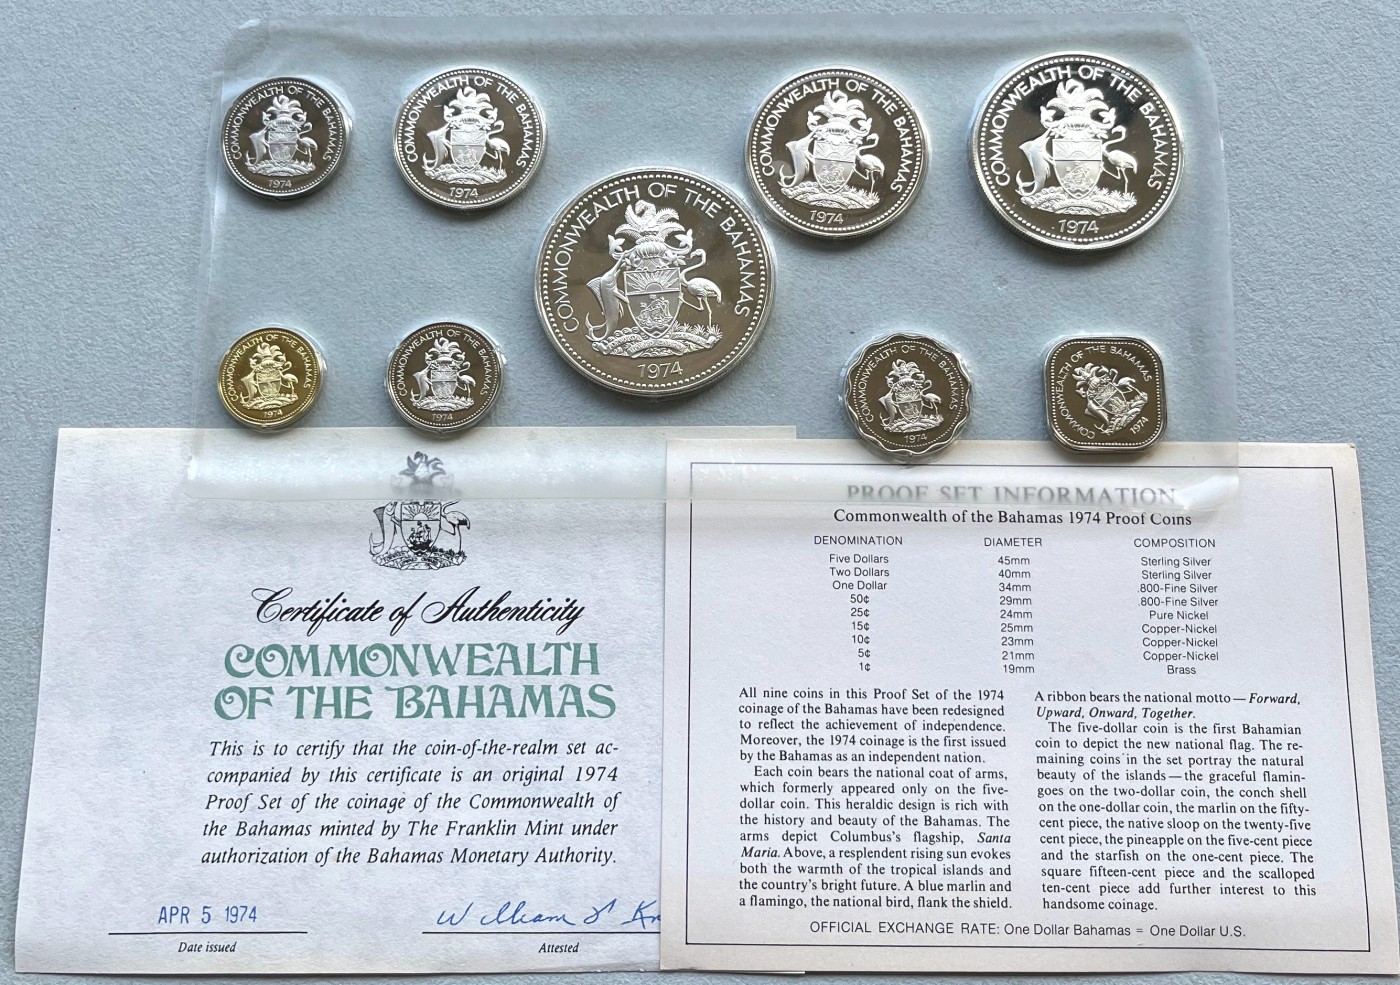 COMMONWEALTH OF THE BAHAMAS
1974
COMMONWEALTH OF THE BAHAMAS
1974
COMMONWEALTH OF THE BAHAMAS
1974
COMMONWEALTH OF THE BAHAMAS
1974
COMMONWEALTH OF THE BAHAMAS
1974
COMMONWEALTH OF THE BAHAMAS
1974
COMMONWEALTH OF THE BAHAMAS
1974
COMMONWEALTH OF THE BAHAMAS
1974
COMMONWEALTH OF THE BAHAMAS
1974
Certificate of Authenticity
COMMONWEALTH
OF THE BAHAMAS
This is to certify that the coin-of-the-realm set ac-
companied by this certificate is an original 1974
Proof Set of the coinage of the Commonwealth of
the Bahamas minted by The Franklin Mint under
authorization of the Bahamas Monetary Authority.
APR 5 1974
Date issued
William
Attested
PROOF SET INFORMATION
Commonwealth of the Bahamas 1974 Proof Coins
DENOMINATION DIAMETER COMPOSITION
Five Dollars 45mm Sterling Silver
Two Dollars 40mm Sterling Silver
One Dollar 34mm .800-Fine Silver
50¢ 29mm .800-Fine Silver
25¢ 24mm Pure Nickel
15¢ 25mm Copper-Nickel
10¢ 23mm Copper-Nickel
5¢ 21mm Copper-Nickel
1¢ 19mm Brass
All nine coins in this Proof Set of the 1974
coinage of the Bahamas have been redesigned
to reflect the achievement of independence.
Moreover, the 1974 coinage is the first issued
by the Bahamas as an independent nation.
Each coin bears the national coat of arms,
which formerly appeared only on the five-
dollar coin. This heraldic design is rich with
the history and beauty of the Bahamas. The
arms depict Columbus's flagship, Santa
Maria. Above, a resplendent rising sun evokes
both the warmth of the tropical islands and
the country's bright future. A blue marlin and
a flamingo, the national bird, flank the shield.
A ribbon bears the national motto — Forward,
Upward, Onward, Together.
The five-dollar coin is the first Bahamian
coin to depict the new national flag. The re-
maining coins in the set portray the natural
beauty of the islands — the graceful flamin-
goes on the two-dollar coin, the conch shell
on the one-dollar coin, the marlin on the fifty-
cent piece, the native sloop on the twenty-five
cent piece, the pineapple on the five-cent piece
and the starfish on the one-cent piece. The
square fifteen-cent piece and the scalloped
ten-cent piece add further interest to this
handsome coinage.
OFFICIAL EXCHANGE RATE: One Dollar Bahamas = One Dollar U.S.